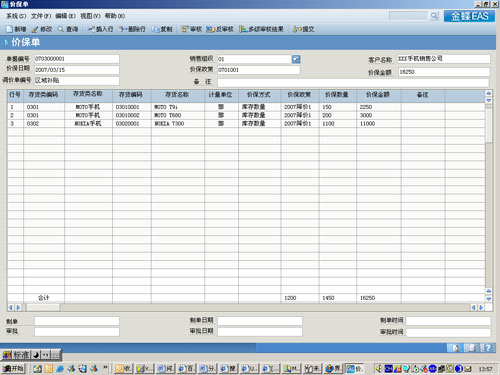 价保单
系统(S) 文件(F) 编辑(E) 视图(V) 帮助(H)
金蝶EAS
新增 修改 查询 插入行 删除行 复制 审核 反审核 多级审核结果 提交
价保单
单据编号 0703000001 销售组织 01 客户名称 XXX手机销售公司
价保日期 2007/03/15 价保政策 0701001 价保金额 16250
调价单编号 区域补贴 备 注
行号 存货类编码 存货类名称 存货编码 存货名称 计量单位 价保方式 价保政策 价保数量 价保金额 备注
1 0301 MOTO手机 03010001 MOTO T9i 部 库存数量 2007降价1 150 2250
2 0301 MOTO手机 03010002 MOTO T680 部 库存数量 2007降价1 200 3000
3 0302 NOKIA手机 03020001 NOKIA 7300 部 库存数量 2007降价1 1100 11000
合计 1200 1450 16250
制单 制单日期 制单时间
审批 审批日期 审批时间
标准
开始 收. V.. 问. 百. 分. 搜. U.. [.. M.. 来. 界. 价. 13:57